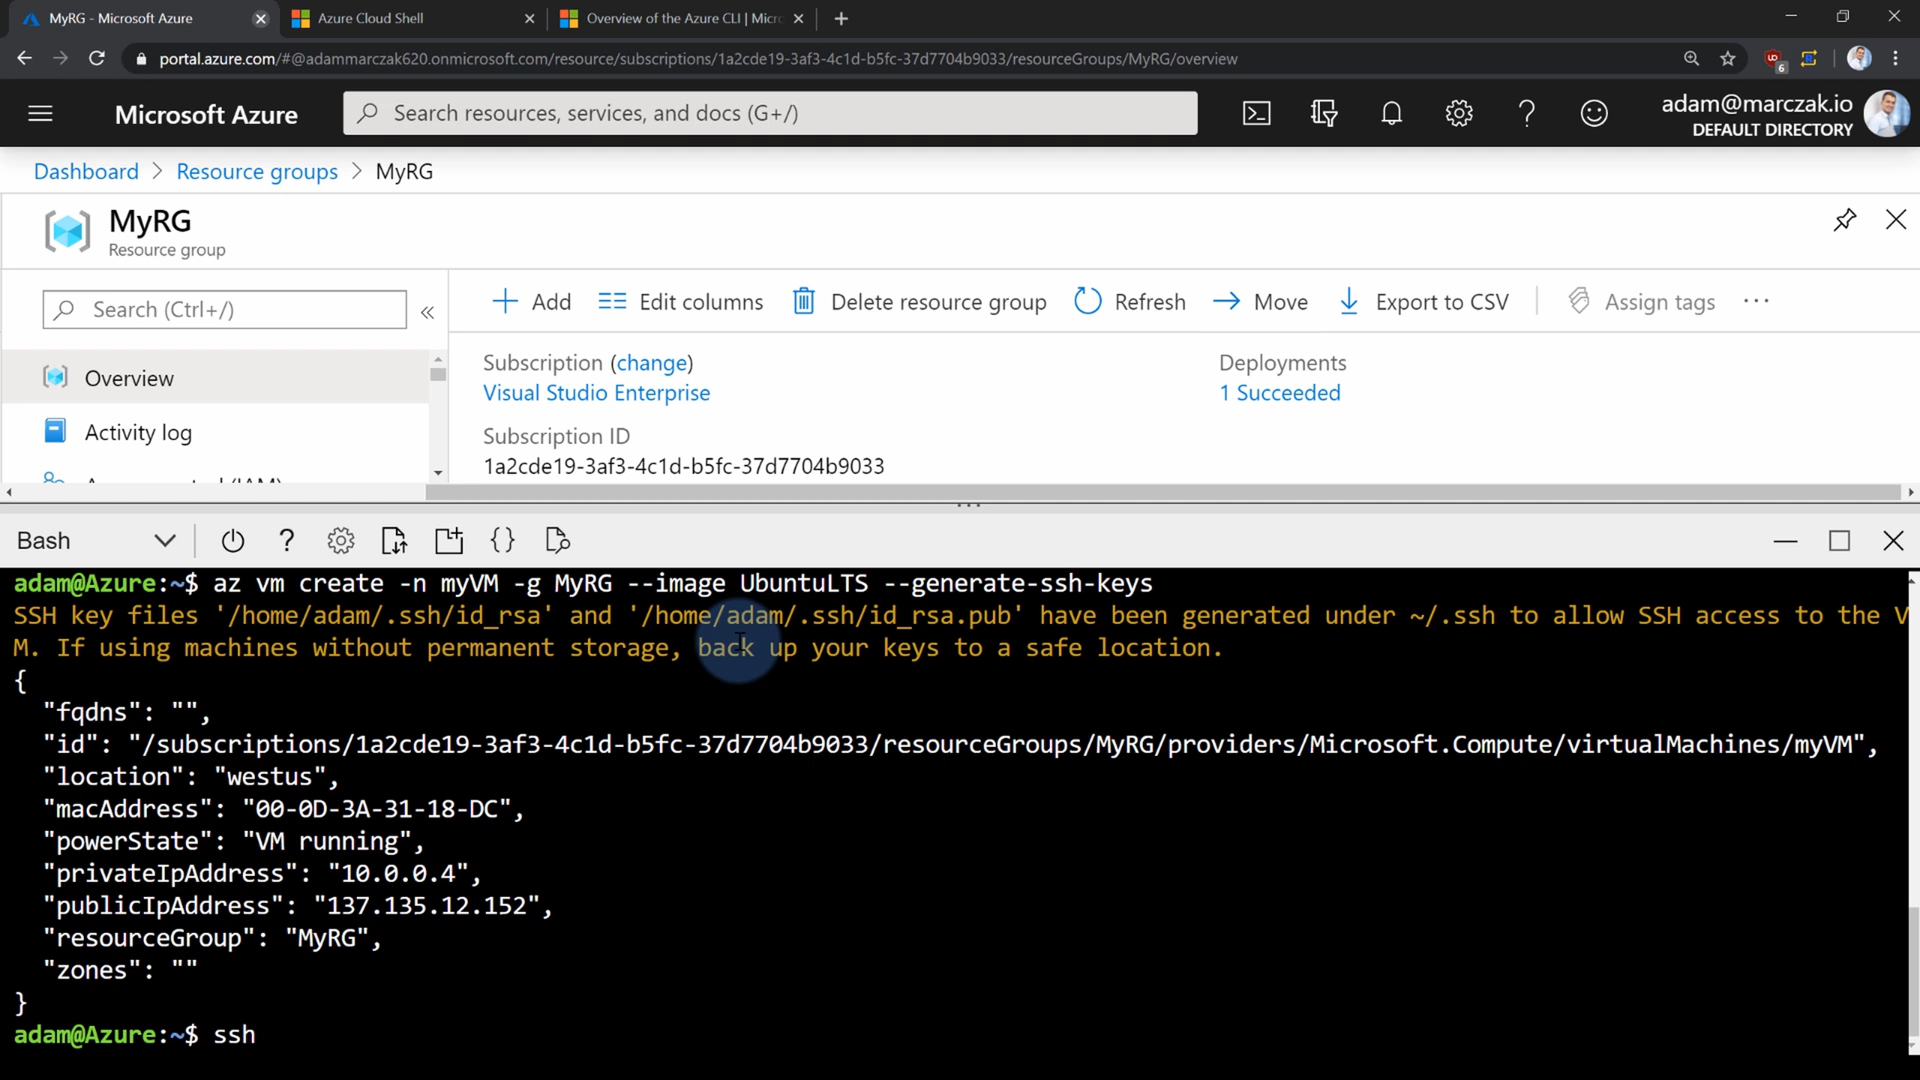 MyRG - Microsoft Azure
Azure Cloud Shell
Overview of the Azure CLI | Micr
portal.azure.com/#@adammarczak620.onmicrosoft.com/resource/subscriptions/1a2cde19-3af3-4c1d-b5fc-37d7704b9033/resourceGroups/MyRG/overview
6
Microsoft Azure
Search resources, services, and docs (G+/)
adam@marczak.io
DEFAULT DIRECTORY
Dashboard > Resource groups > MyRG
MyRG
Resource group
Search (Ctrl+/)
«
Add
Edit columns
Delete resource group
Refresh
Move
Export to CSV
Assign tags
Overview
Activity log
Subscription (change)
Visual Studio Enterprise
Subscription ID
1a2cde19-3af3-4c1d-b5fc-37d7704b9033
Deployments
1 Succeeded
Bash
adam@Azure:~$ az vm create -n myVM -g MyRG --image UbuntuLTS --generate-ssh-keys
SSH key files '/home/adam/.ssh/id_rsa' and '/home/adam/.ssh/id_rsa.pub' have been generated under ~/.ssh to allow SSH access to the V
M. If using machines without permanent storage, back up your keys to a safe location.
{
"fqdns": "",
"id": "/subscriptions/1a2cde19-3af3-4c1d-b5fc-37d7704b9033/resourceGroups/MyRG/providers/Microsoft.Compute/virtualMachines/myVM",
"location": "westus",
"macAddress": "00-0D-3A-31-18-DC",
"powerState": "VM running",
"privateIpAddress": "10.0.0.4",
"publicIpAddress": "137.135.12.152",
"resourceGroup": "MyRG",
"zones": ""
}
adam@Azure:~$ ssh